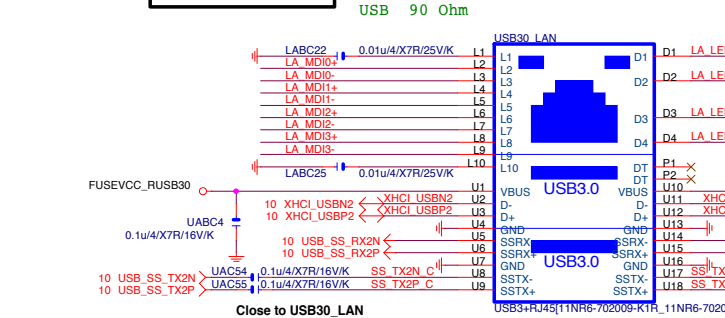 USB 90 Ohm
USB30_LAN
LABC22 0.01u/4/X7R/25V/K L1 L1 D1 D1
LA_MDI0+ L2 L2
LA_MDI0- L3 L3 D2 D2
LA_MDI1+ L4 L4
LA_MDI1- L5 L5
LA_MDI2+ L6 L6 D3 D3
LA_MDI2- L7 L7
LA_MDI3+ L8 L8 D4 D4
LA_MDI3- L9 L9
LABC25 0.01u/4/X7R/25V/K L10 L10 DT P1
DT P2
FUSEVCC_RUSB30 U1 VBUS USB3.0 VBUS U10
10 XHCI_USBN2 XHCI_USBN2 U2 D- D- U11
10 XHCI_USBP2 XHCI_USBP2 U3 D+ D+ U12
UABC4 U4 GND GND U13
0.1u/4/X7R/16V/K
10 USB_SS_RX2N U5 SSRX- SSRX- U14
10 USB_SS_RX2P U6 SSRX+ SSRX+ U15
U7 GND USB3.0 GND U16
10 USB_SS_TX2N UAC54 0.1u/4/X7R/16V/K SS_TX2N_C U8 SSTX- SSTX- U17
10 USB_SS_TX2P UAC55 0.1u/4/X7R/16V/K SS_TX2P_C U9 SSTX+ SSTX+ U18
Close to USB30_LAN
USB3+RJ45[11NR6-702009-K1R_11NR6-702